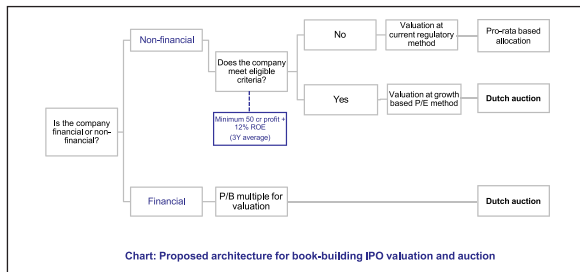 Non-financial
No
Valuation at
current regulatory
method
Pro-rata based
allocation
Does the company
meet eligible
criteria?
Yes
Valuation at growth
based P/E method
Dutch auction
Minimum 50 cr profit +
12% ROE
(3Y average)
Is the company
financial or non-
financial?
Financial
P/B multiple for
valuation
Dutch auction
Chart: Proposed architecture for book-building IPO valuation and auction